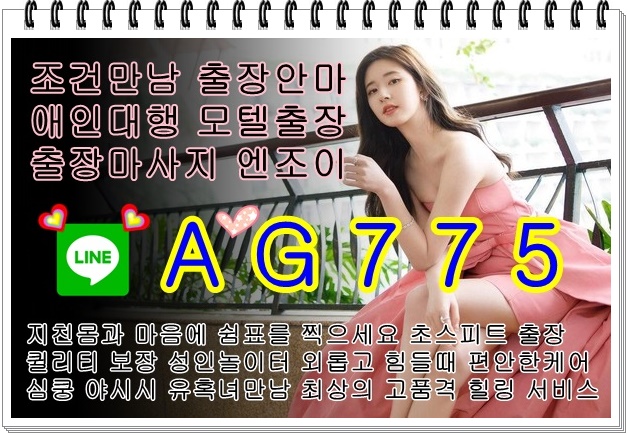 조건만남 출장안마
애인대행 모텔출장
출장마사지 엔조이
LINE
AG775
지친몸과 마음에 쉼표를 찍으세요 초스피트 출장
퀄리티 보장 성인놀이터 외롭고 힘들때 편안한케어
심쿵 야시시 유혹녀만남 최상의 고품격 힐링 서비스